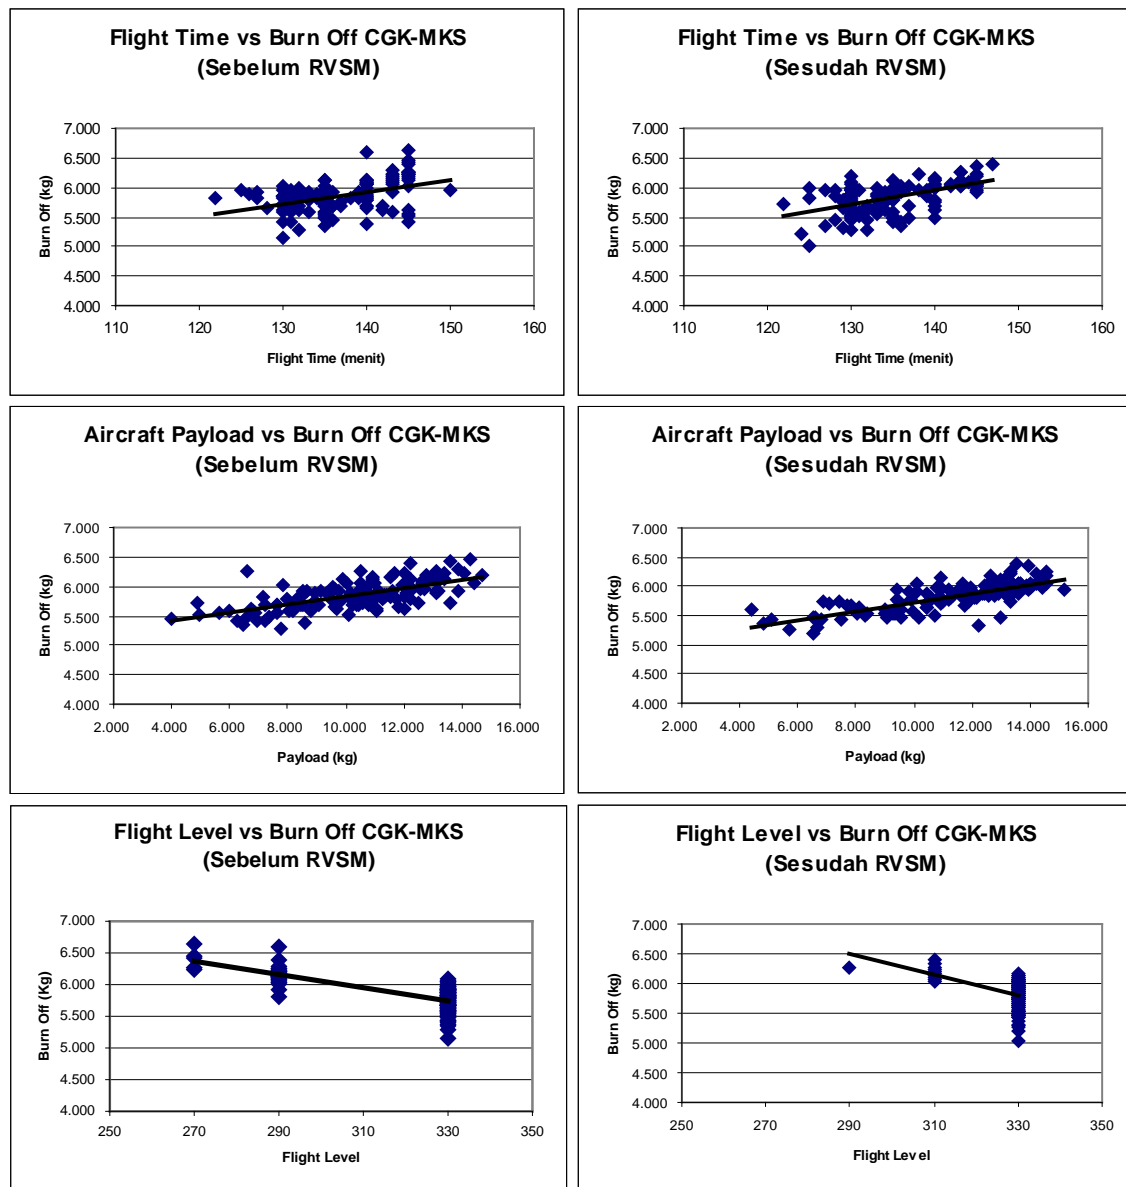 Flight Time vs Burn Off CGK-MKS
(Sebelum RVSM)
7.000
6.500
6.000
5.500
5.000
4.500
4.000
Burn Off (kg)
110 120 130 140 150 160
Flight Time (menit)
Flight Time vs Burn Off CGK-MKS
(Sesudah RVSM)
7.000
6.500
6.000
5.500
5.000
4.500
4.000
Burn Off (kg)
110 120 130 140 150 160
Flight Time (menit)
Aircraft Payload vs Burn Off CGK-MKS
(Sebelum RVSM)
7.000
6.500
6.000
5.500
5.000
4.500
4.000
Burn Off (kg)
2.000 4.000 6.000 8.000 10.000 12.000 14.000 16.000
Payload (kg)
Aircraft Payload vs Burn Off CGK-MKS
(Sesudah RVSM)
7.000
6.500
6.000
5.500
5.000
4.500
4.000
Burn Off (kg)
2.000 4.000 6.000 8.000 10.000 12.000 14.000 16.000
Payload (kg)
Flight Level vs Burn Off CGK-MKS
(Sebelum RVSM)
7.000
6.500
6.000
5.500
5.000
4.500
4.000
Burn Off (Kg)
250 270 290 310 330 350
Flight Level
Flight Level vs Burn Off CGK-MKS
(Sesudah RVSM)
7.000
6.500
6.000
5.500
5.000
4.500
4.000
Burn Off (Kg)
250 270 290 310 330 350
Flight Level